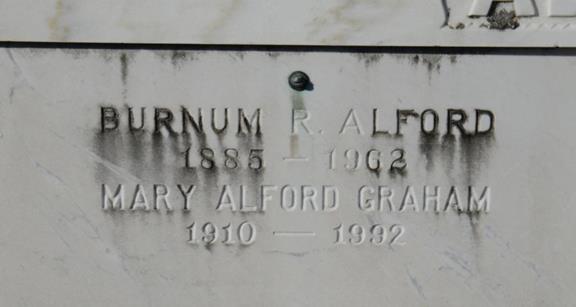 BURNUM R. ALFORD
1885 — 1962
MARY ALFORD GRAHAM
1910 — 1992